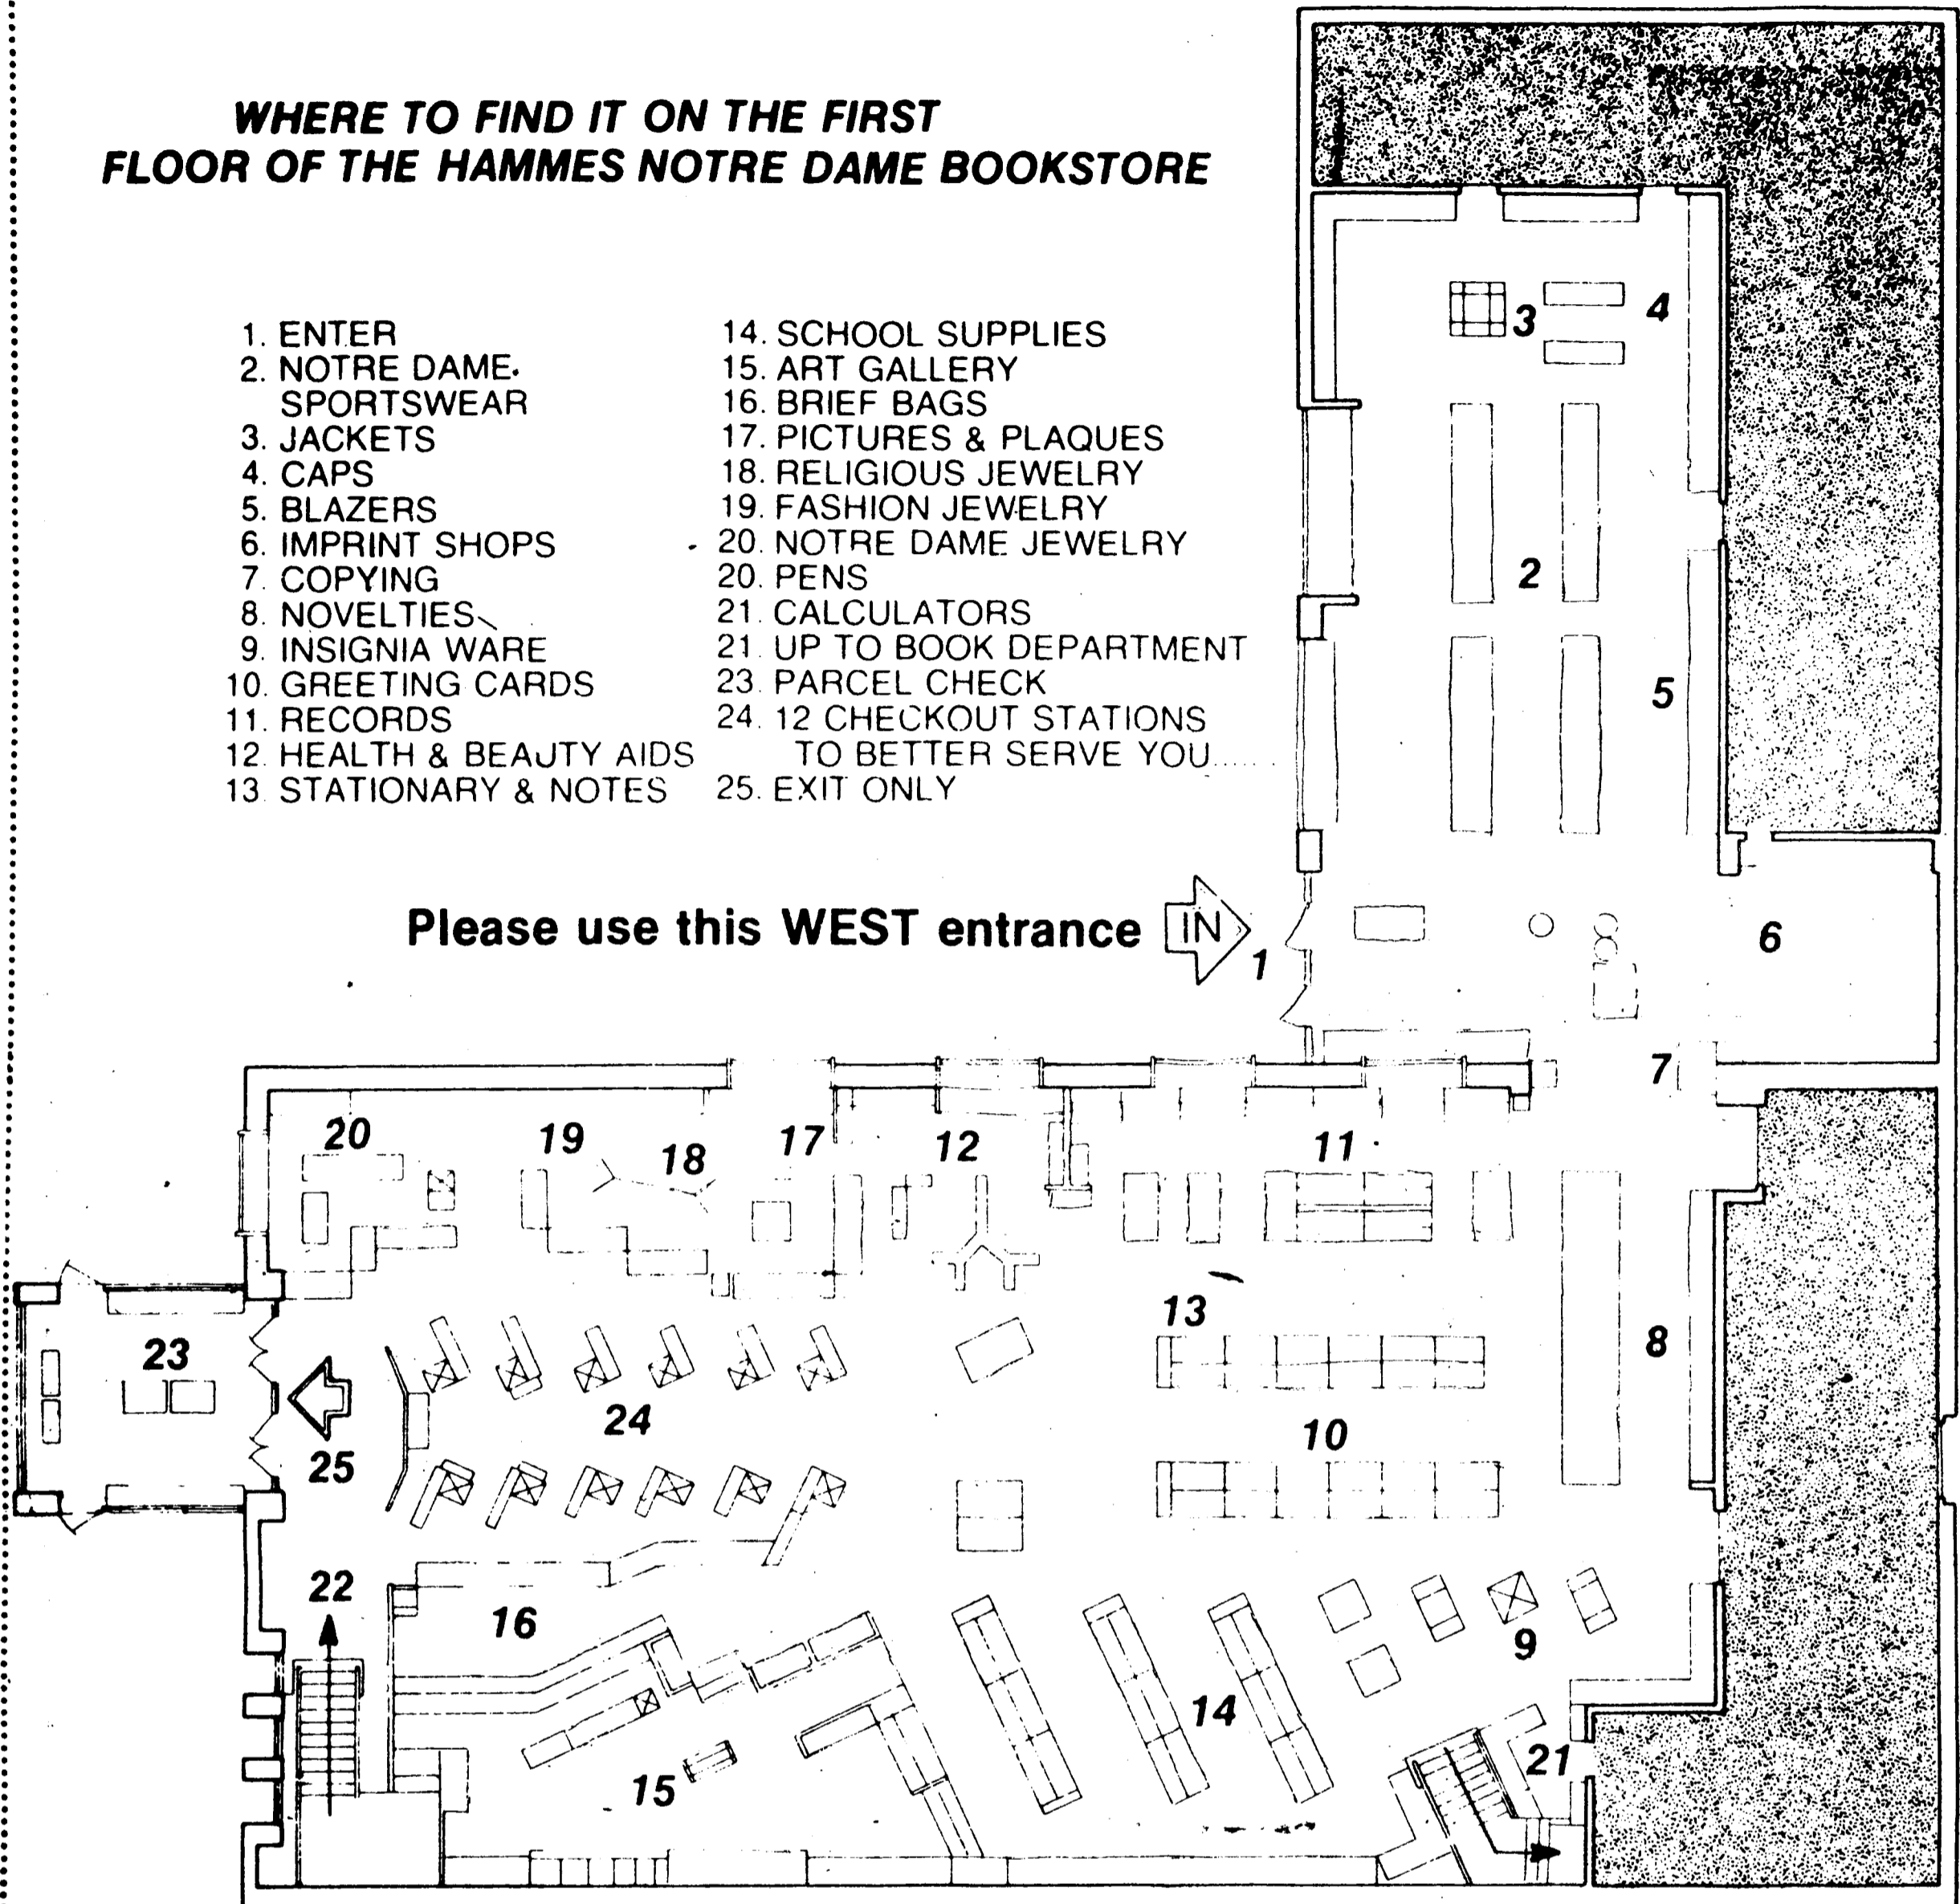 WHERE TO FIND IT ON THE FIRST
FLOOR OF THE HAMMES NOTRE DAME BOOKSTORE
1. ENTER
2. NOTRE DAME.
SPORTSWEAR
3. JACKETS
4. CAPS
5. BLAZERS
6. IMPRINT SHOPS
7. COPYING
8. NOVELTIES
9. INSIGNIA WARE
10. GREETING CARDS
11. RECORDS
12. HEALTH & BEAUTY AIDS
13. STATIONARY & NOTES
14. SCHOOL SUPPLIES
15. ART GALLERY
16. BRIEF BAGS
17. PICTURES & PLAQUES
18. RELIGIOUS JEWELRY
19. FASHION JEWELRY
20. NOTRE DAME JEWELRY
20. PENS
21. CALCULATORS
21. UP TO BOOK DEPARTMENT
23. PARCEL CHECK
24. 12 CHECKOUT STATIONS
TO BETTER SERVE YOU......
25. EXIT ONLY
3
4
2
5
Please use this WEST entrance IN
1
6
7
20
19
18
17
12
11
13
23
8
24
10
25
22
16
9
14
21
15